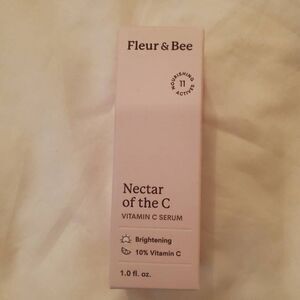 Fleur & Bee
NOURISHING
11
ACTIVES
Nectar
of the C
VITAMIN C SERUM
Brightening
10% Vitamin C
1.0 fl. oz.